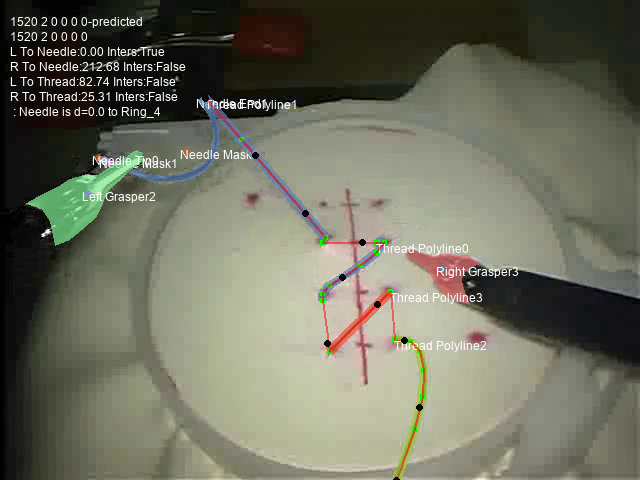 1520 2 0 0 0 0-predicted
1520 2 0 0 0 0
L To Needle:0.00 Inters:True
R To Needle:212.68 Inters:False
L To Thread:82.74 Inters:False
R To Thread:25.31 Inters:False
: Needle is d=0.0 to Ring_4
Thread Polyline1
Needle Mask
Needle Tip0
Needle Mask1
Left Grasper2
Thread Polyline0
Right Grasper3
Thread Polyline3
Thread Polyline2